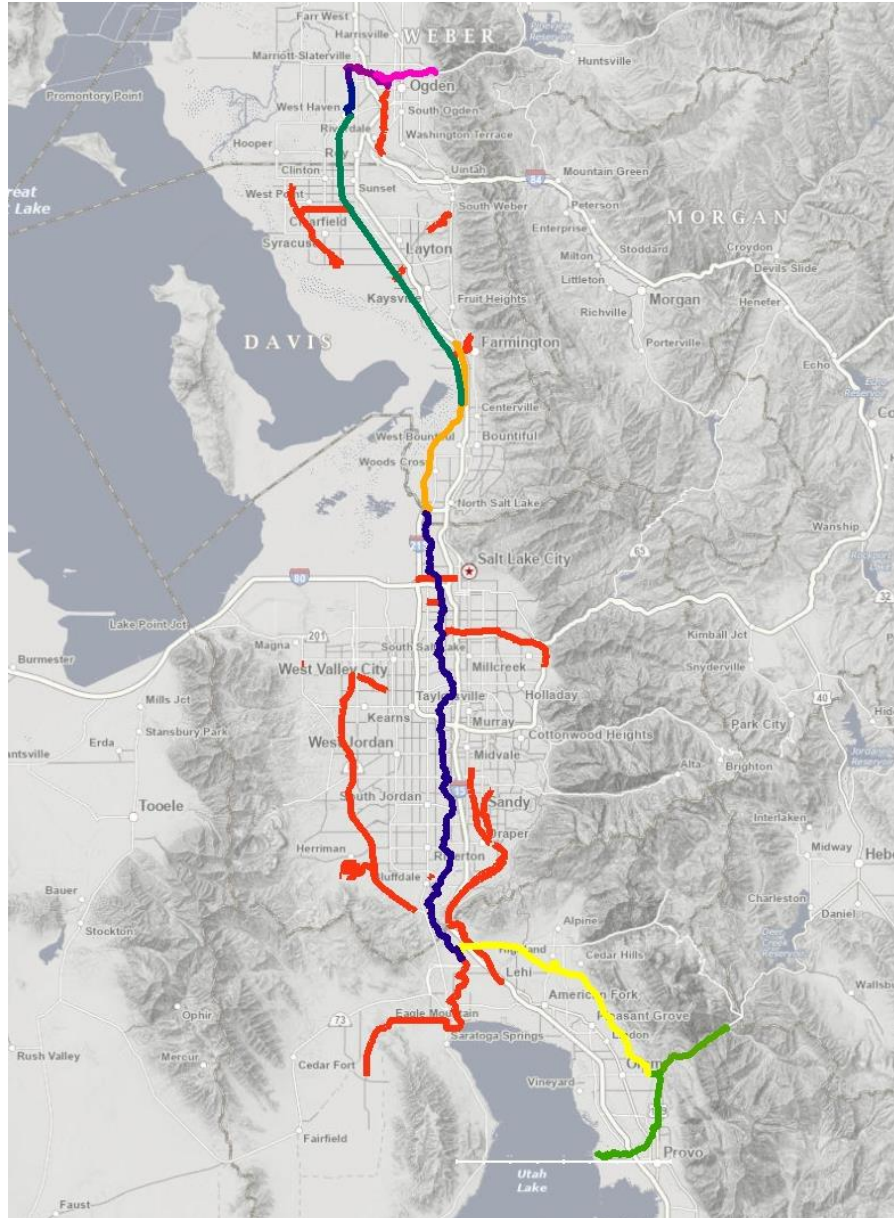 Farr West
Harrisville
WEBER
Marriott-Slaterville
Huntsville
Promontory Point
Ogden
West Haven
South Ogden
Riverdale
Washington Terrace
Hooper
Roy
Clinton
Uintah
84
Mountain Green
West Point
Sunset
South Weber
Peterson
MORGAN
Clearfield
Enterprise
Syracuse
Layton
Stoddard
Croydon
Milton
Devils Slide
Littleton
Kaysville
Fruit Heights
Morgan
Henefer
Richville
DAVIS
Farmington
Porterville
Echo
Centerville
West Bountiful
Bountiful
Woods Cross
North Salt Lake
Wanship
Salt Lake City
65
80
32
Lake Point Jct
201
Magna
South Salt Lake
Kimball Jct
Burmester
West Valley City
Millcreek
Snyderville
Mills Jct
Taylorsville
Holladay
40
Stansbury Park
Kearns
Murray
Park City
Erda
West Jordan
Cottonwood Heights
Midvale
Alta
Brighton
Tooele
South Jordan
Sandy
Interlaken
Draper
Herriman
Riverton
Midway
Bluffdale
Bauer
Charleston
Stockton
Daniel
Alpine
Highland
Cedar Hills
Lehi
Ophir
American Fork
Eagle Mountain
73
Pleasant Grove
Saratoga Springs
Lindon
Rush Valley
Mercur
Cedar Fort
Orem
Vineyard
Fairfield
Provo
Utah
Lake
Faust